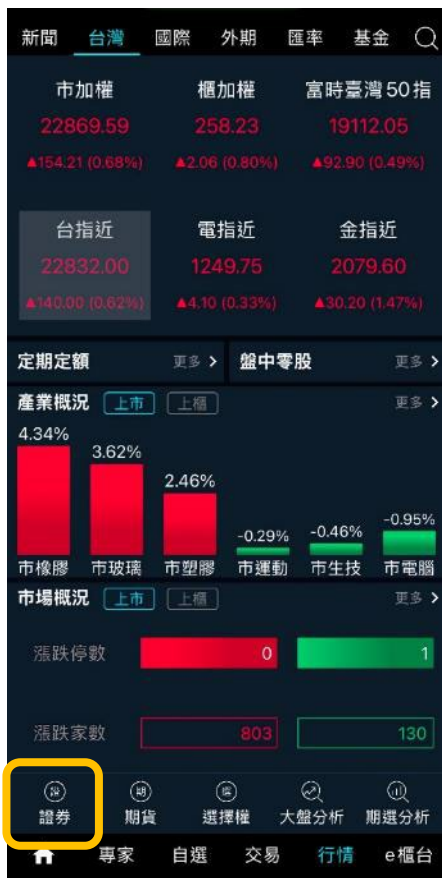 新聞 台灣 國際 外期 匯率 基金
市加權 櫃加權 富時臺灣50指
22869.59 258.23 19112.05
▲154.21 (0.68%) ▲2.06 (0.80%) ▲92.90 (0.49%)
台指近 電指近 金指近
22832.00 1249.75 2079.60
▲140.00 (0.62%) ▲4.10 (0.33%) ▲30.20 (1.47%)
定期定額 更多 > 盤中零股 更多 >
產業概況 上市 上櫃 更多 >
4.34% 3.62% 2.46% -0.29% -0.46% -0.95%
市橡膠 市玻璃 市塑膠 市運動 市生技 市電腦
市場概況 上市 上櫃 更多 >
漲跌停數 0 1
漲跌家數 803 130
證券 期貨 選擇權 大盤分析 期選分析
專家 自選 交易 行情 e櫃台